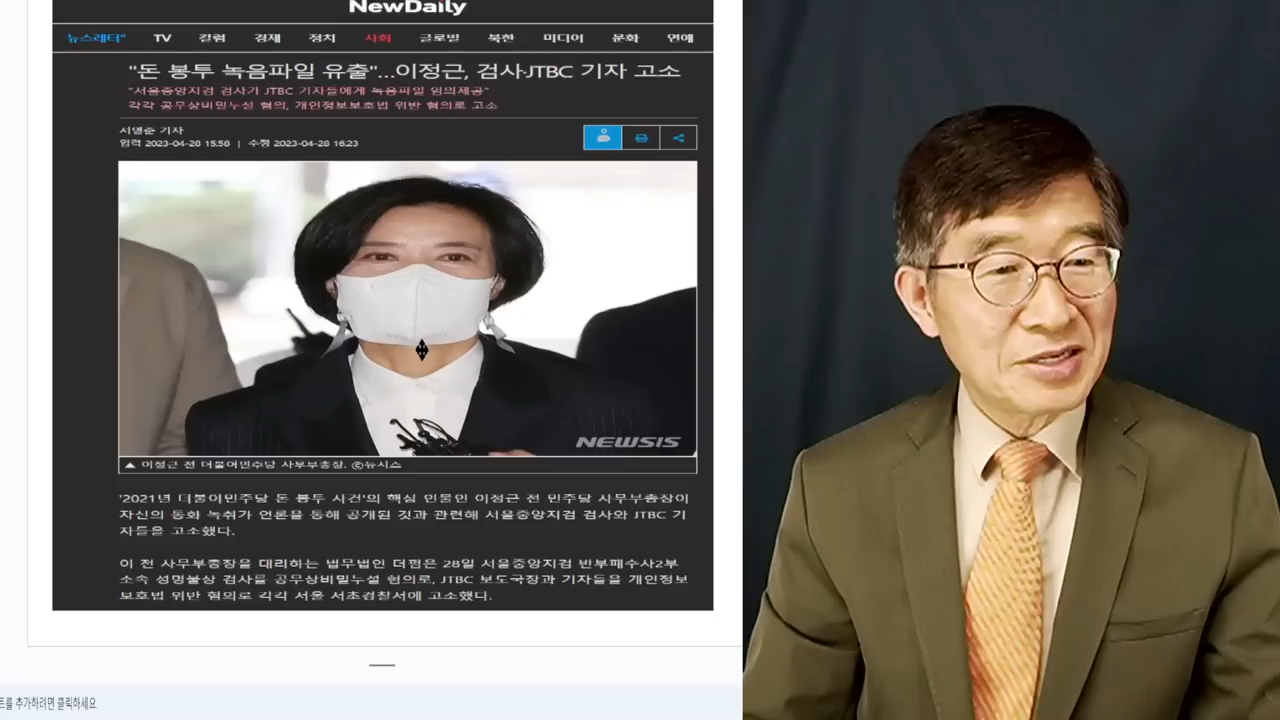 NewDaily
뉴스레터 TV 칼럼 경제 정치 사회 글로벌 북한 미디어 문화 연예
"돈 봉투 녹음파일 유출"...이정근, 검사·JTBC 기자 고소
"서울중앙지검 검사가 JTBC 기자들에게 녹음파일 임의제공"
각각 공무상비밀누설 혐의, 개인정보보호법 위반 혐의로 고소
서영준 기자
입력 2023-04-28 15:58 | 수정 2023-04-28 16:23
0
NEWSIS
▲ 이정근 전 더불어민주당 사무부총장. ⓒ뉴시스
'2021년 더불어민주당 돈 봉투 사건'의 핵심 인물인 이정근 전 민주당 사무부총장이
자신의 통화 녹취가 언론을 통해 공개된 것과 관련해 서울중앙지검 검사와 JTBC 기
자들을 고소했다.
이 전 사무부총장을 대리하는 법무법인 더펌은 28일 서울중앙지검 반부패수사2부
소속 성명불상 검사를 공무상비밀누설 혐의로, JTBC 보도국장과 기자들을 개인정보
보호법 위반 혐의로 각각 서울 서초경찰서에 고소했다.
트를 추가하려면 클릭하세요